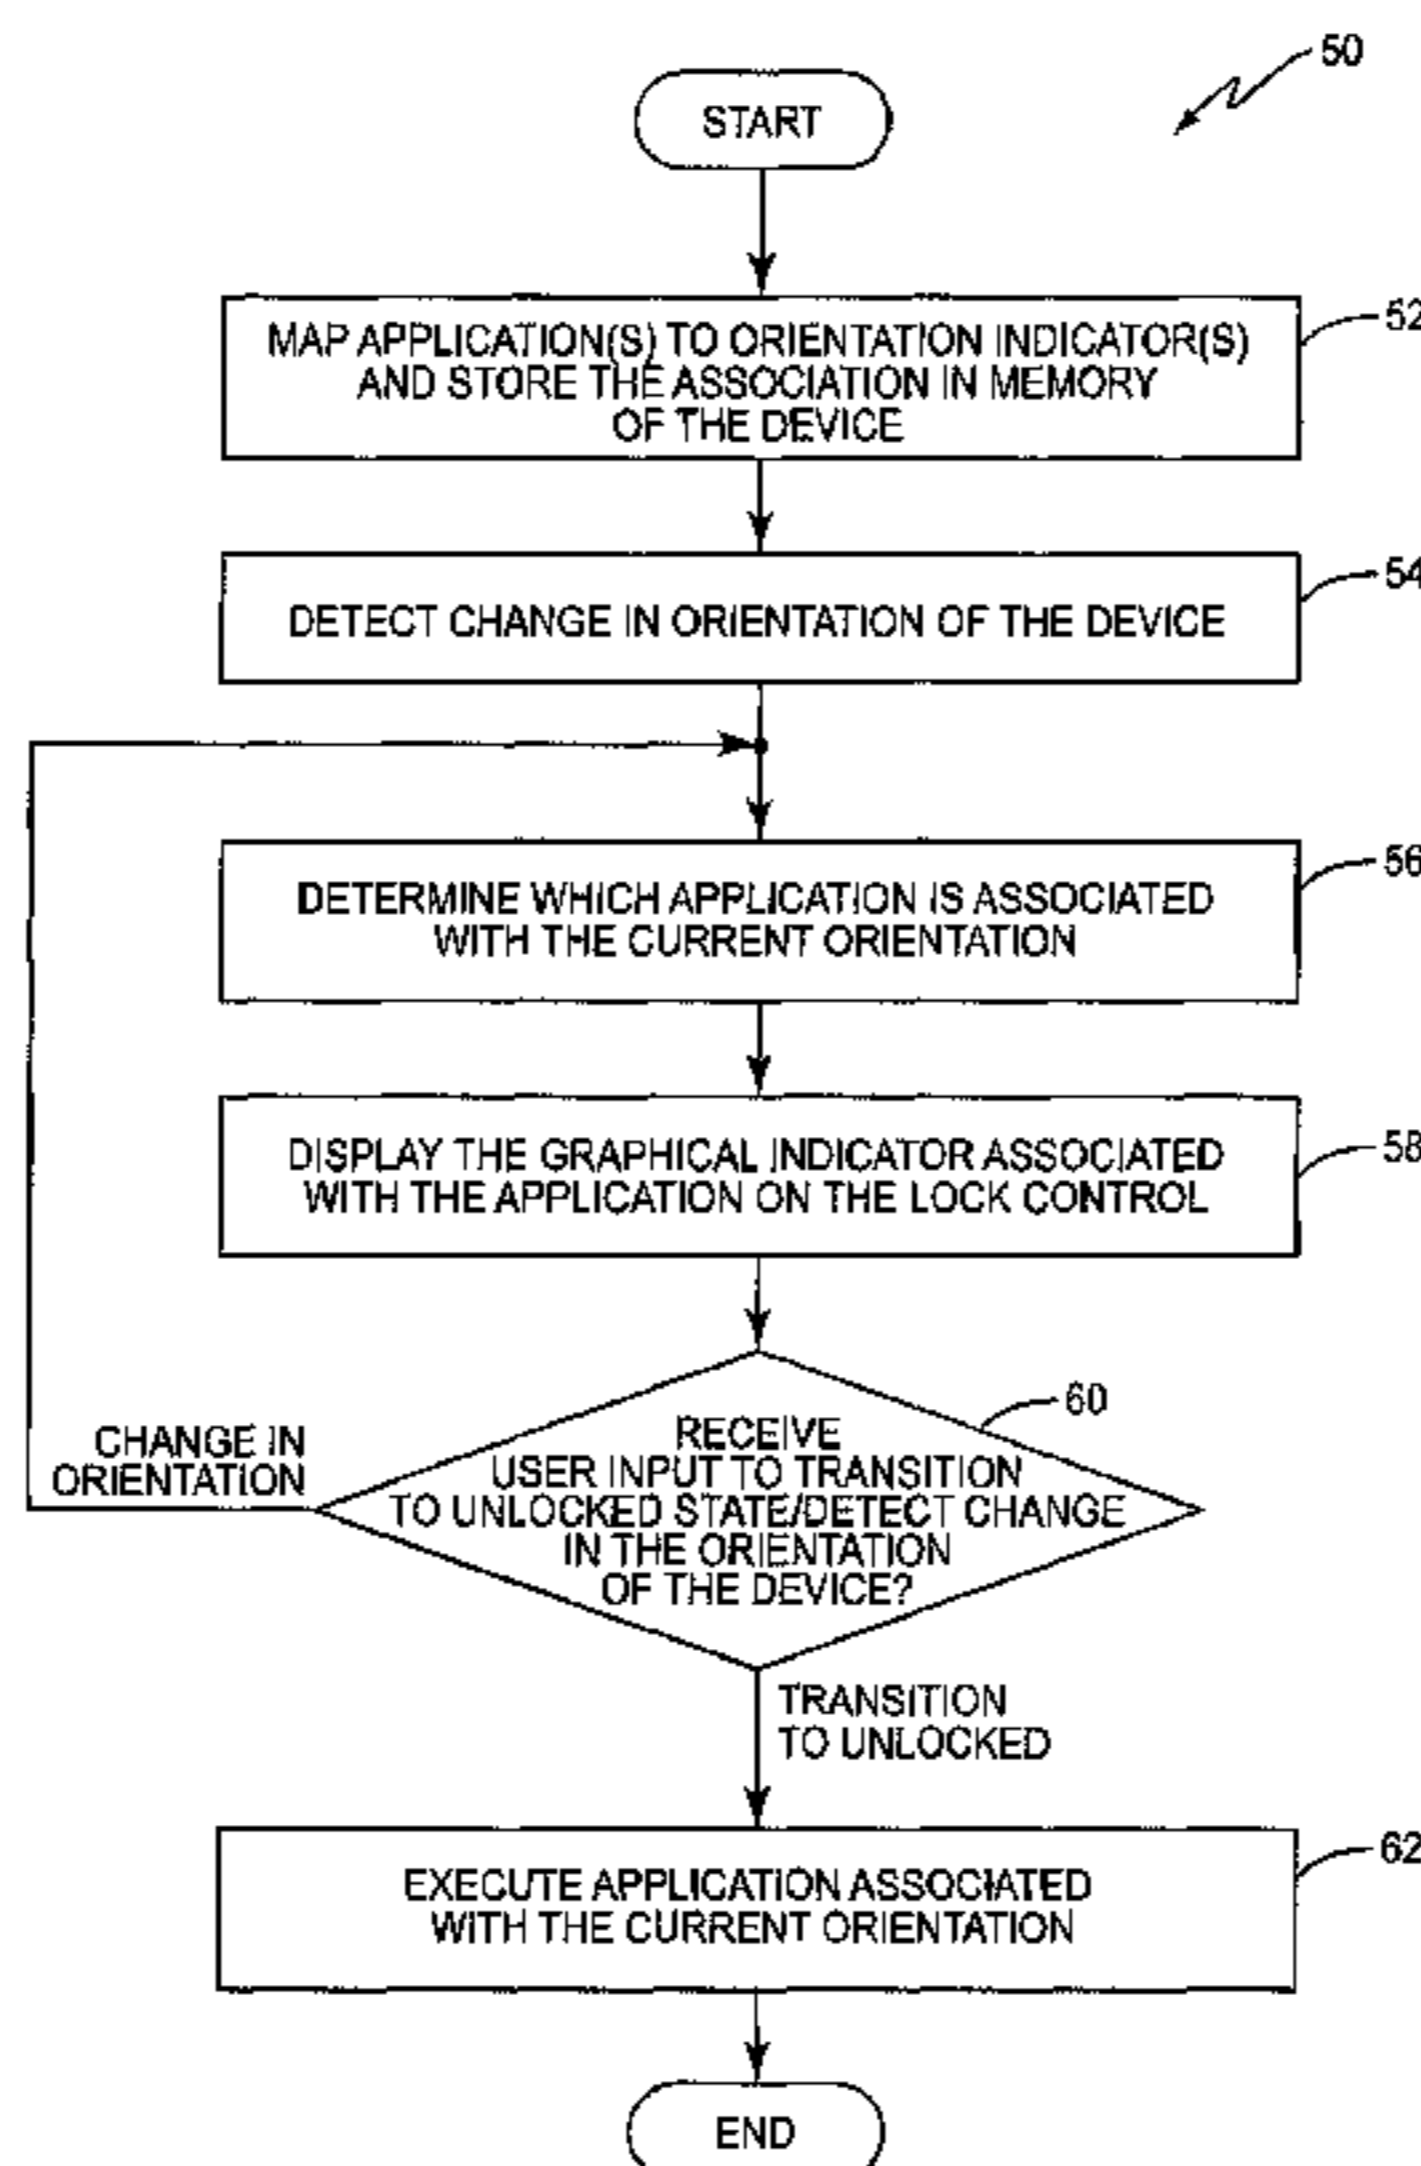 50
START
MAP APPLICATION(S) TO ORIENTATION INDICATOR(S)
AND STORE THE ASSOCIATION IN MEMORY
OF THE DEVICE
52
DETECT CHANGE IN ORIENTATION OF THE DEVICE
54
DETERMINE WHICH APPLICATION IS ASSOCIATED
WITH THE CURRENT ORIENTATION
56
DISPLAY THE GRAPHICAL INDICATOR ASSOCIATED
WITH THE APPLICATION ON THE LOCK CONTROL
58
60
RECEIVE
USER INPUT TO TRANSITION
TO UNLOCKED STATE/DETECT CHANGE
IN THE ORIENTATION
OF THE DEVICE?
CHANGE IN
ORIENTATION
TRANSITION
TO UNLOCKED
EXECUTE APPLICATION ASSOCIATED
WITH THE CURRENT ORIENTATION
62
END